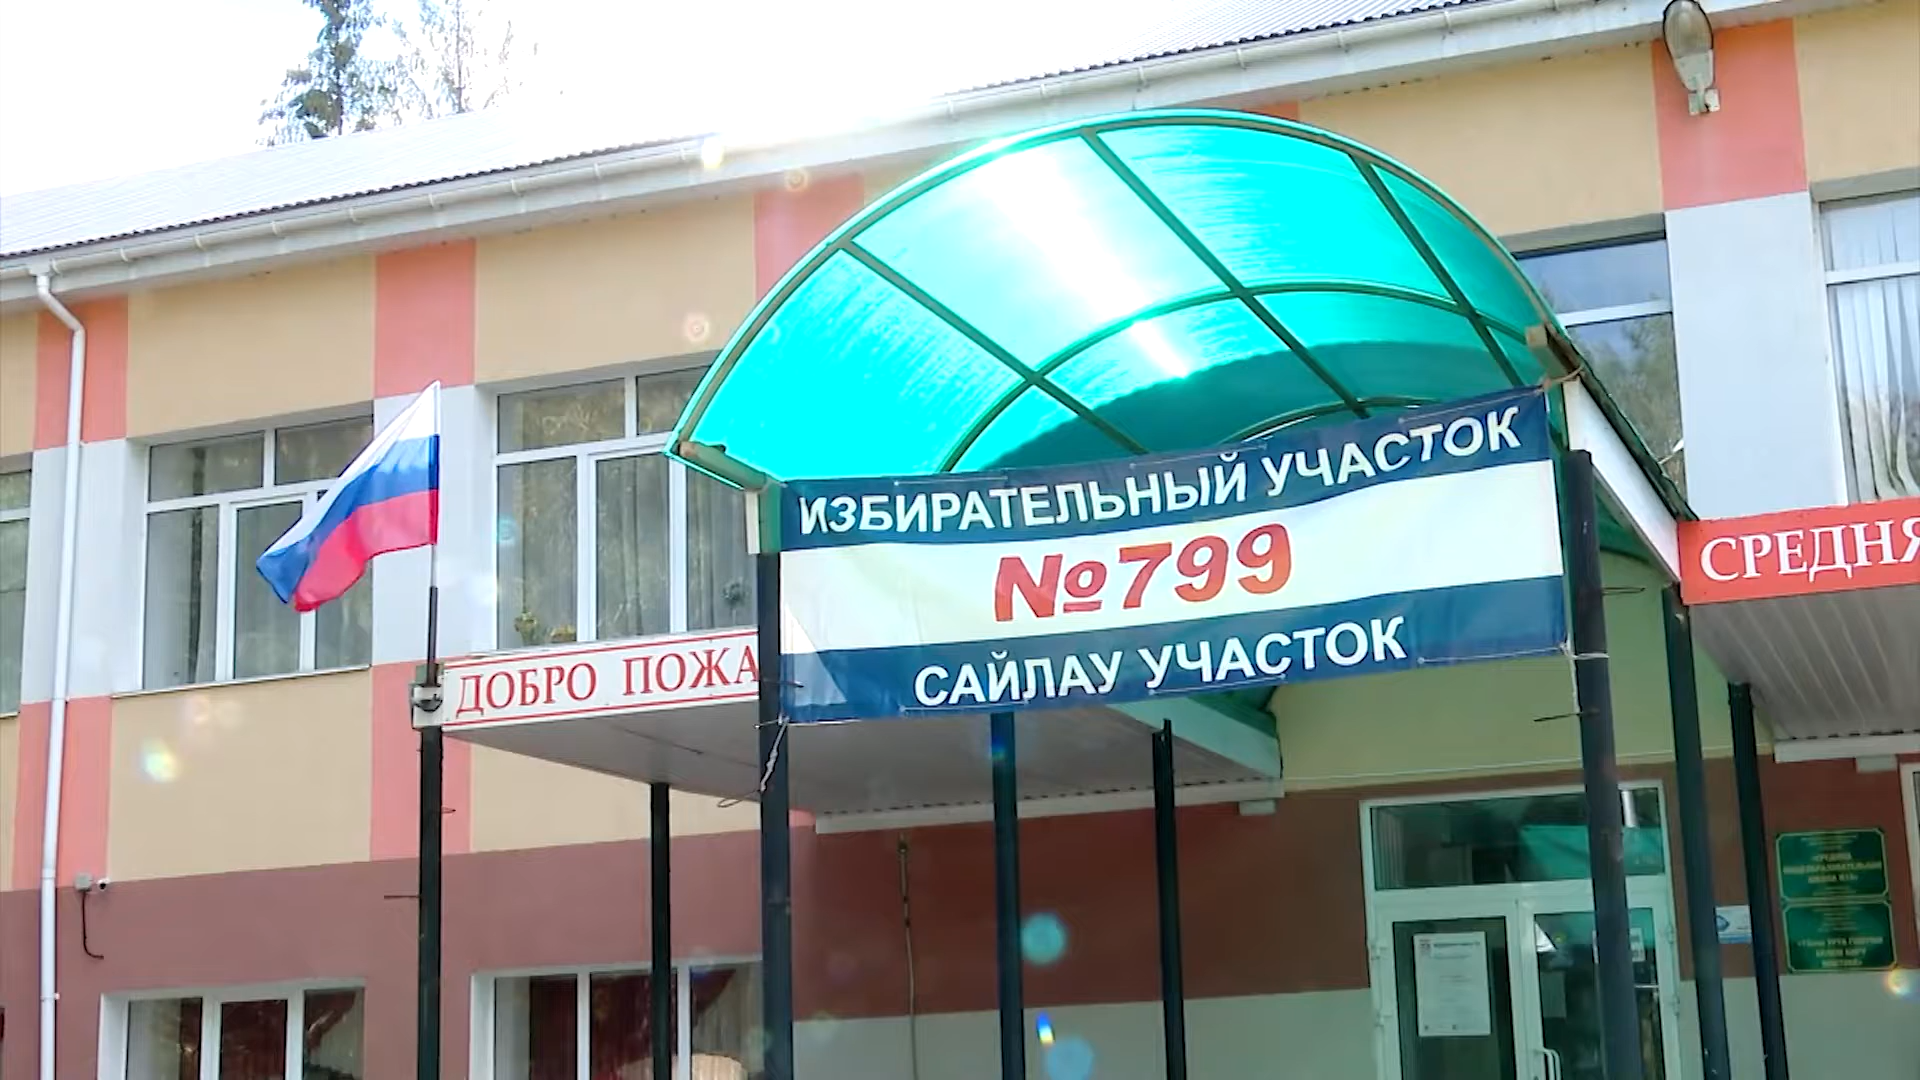 ИЗБИРАТЕЛЬНЫЙ УЧАСТОК
№799
САЙЛАУ УЧАСТОК
ДОБРО ПОЖА
СРЕДНЯ